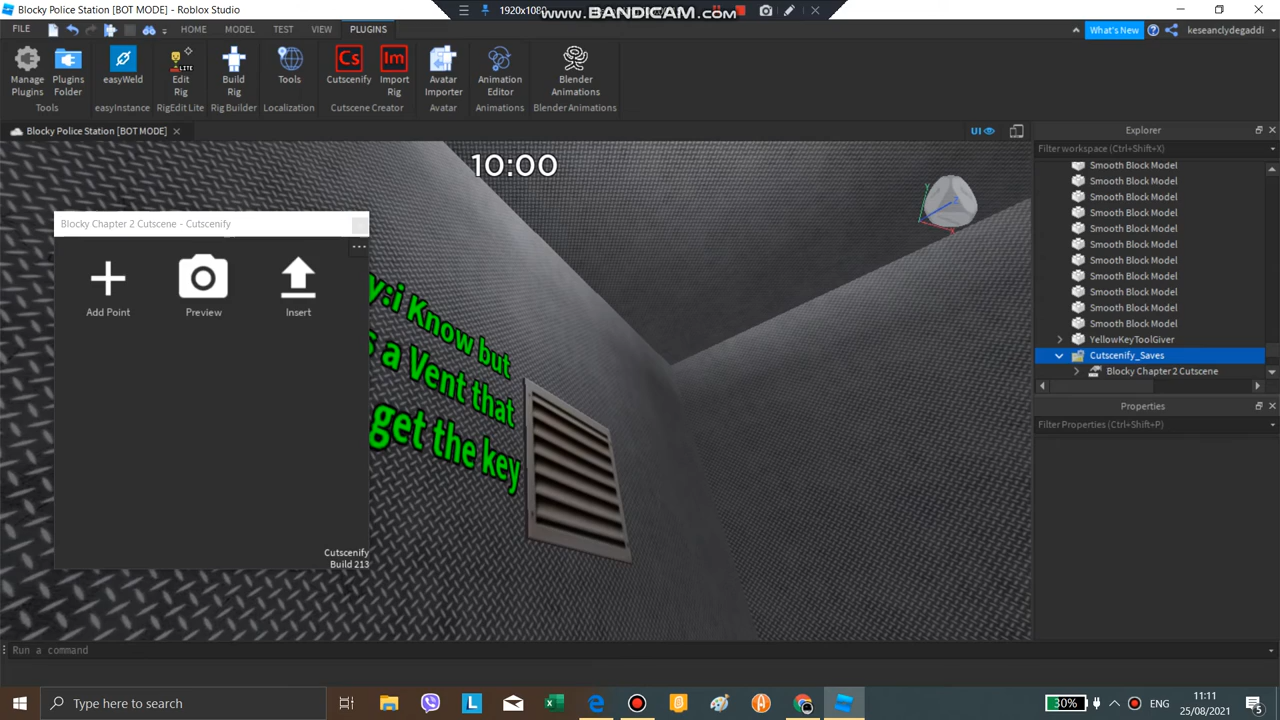 Blocky Police Station [BOT MODE] - Roblox Studio
1920x1080
www.BANDICAM.com
FILE HOME MODEL TEST VIEW PLUGINS
What's New
keseanclydegaddi
Manage Plugins
Plugins Folder
easyWeld
LITE
Edit Rig
Build Rig
Tools
Cs
Cutscenify
Im
Import Rig
Avatar Importer
Animation Editor
Blender Animations
Tools easyInstance RigEdit Lite Rig Builder Localization Cutscene Creator Avatar Animations Blender Animations
Blocky Police Station [BOT MODE]
UI
Explorer
Filter workspace (Ctrl+Shift+X)
Smooth Block Model
Smooth Block Model
Smooth Block Model
Smooth Block Model
Smooth Block Model
Smooth Block Model
Smooth Block Model
Smooth Block Model
Smooth Block Model
Smooth Block Model
Smooth Block Model
YellowKeyToolGiver
Cutscenify_Saves
Blocky Chapter 2 Cutscene
Properties
Filter Properties (Ctrl+Shift+P)
10:00
Blocky Chapter 2 Cutscene - Cutscenify
Add Point
Preview
Insert
Cutscenify
Build 213
y:i Know but
s a Vent that
get the key
Run a command
Type here to search
L
30%
ENG
11:11
25/08/2021
5